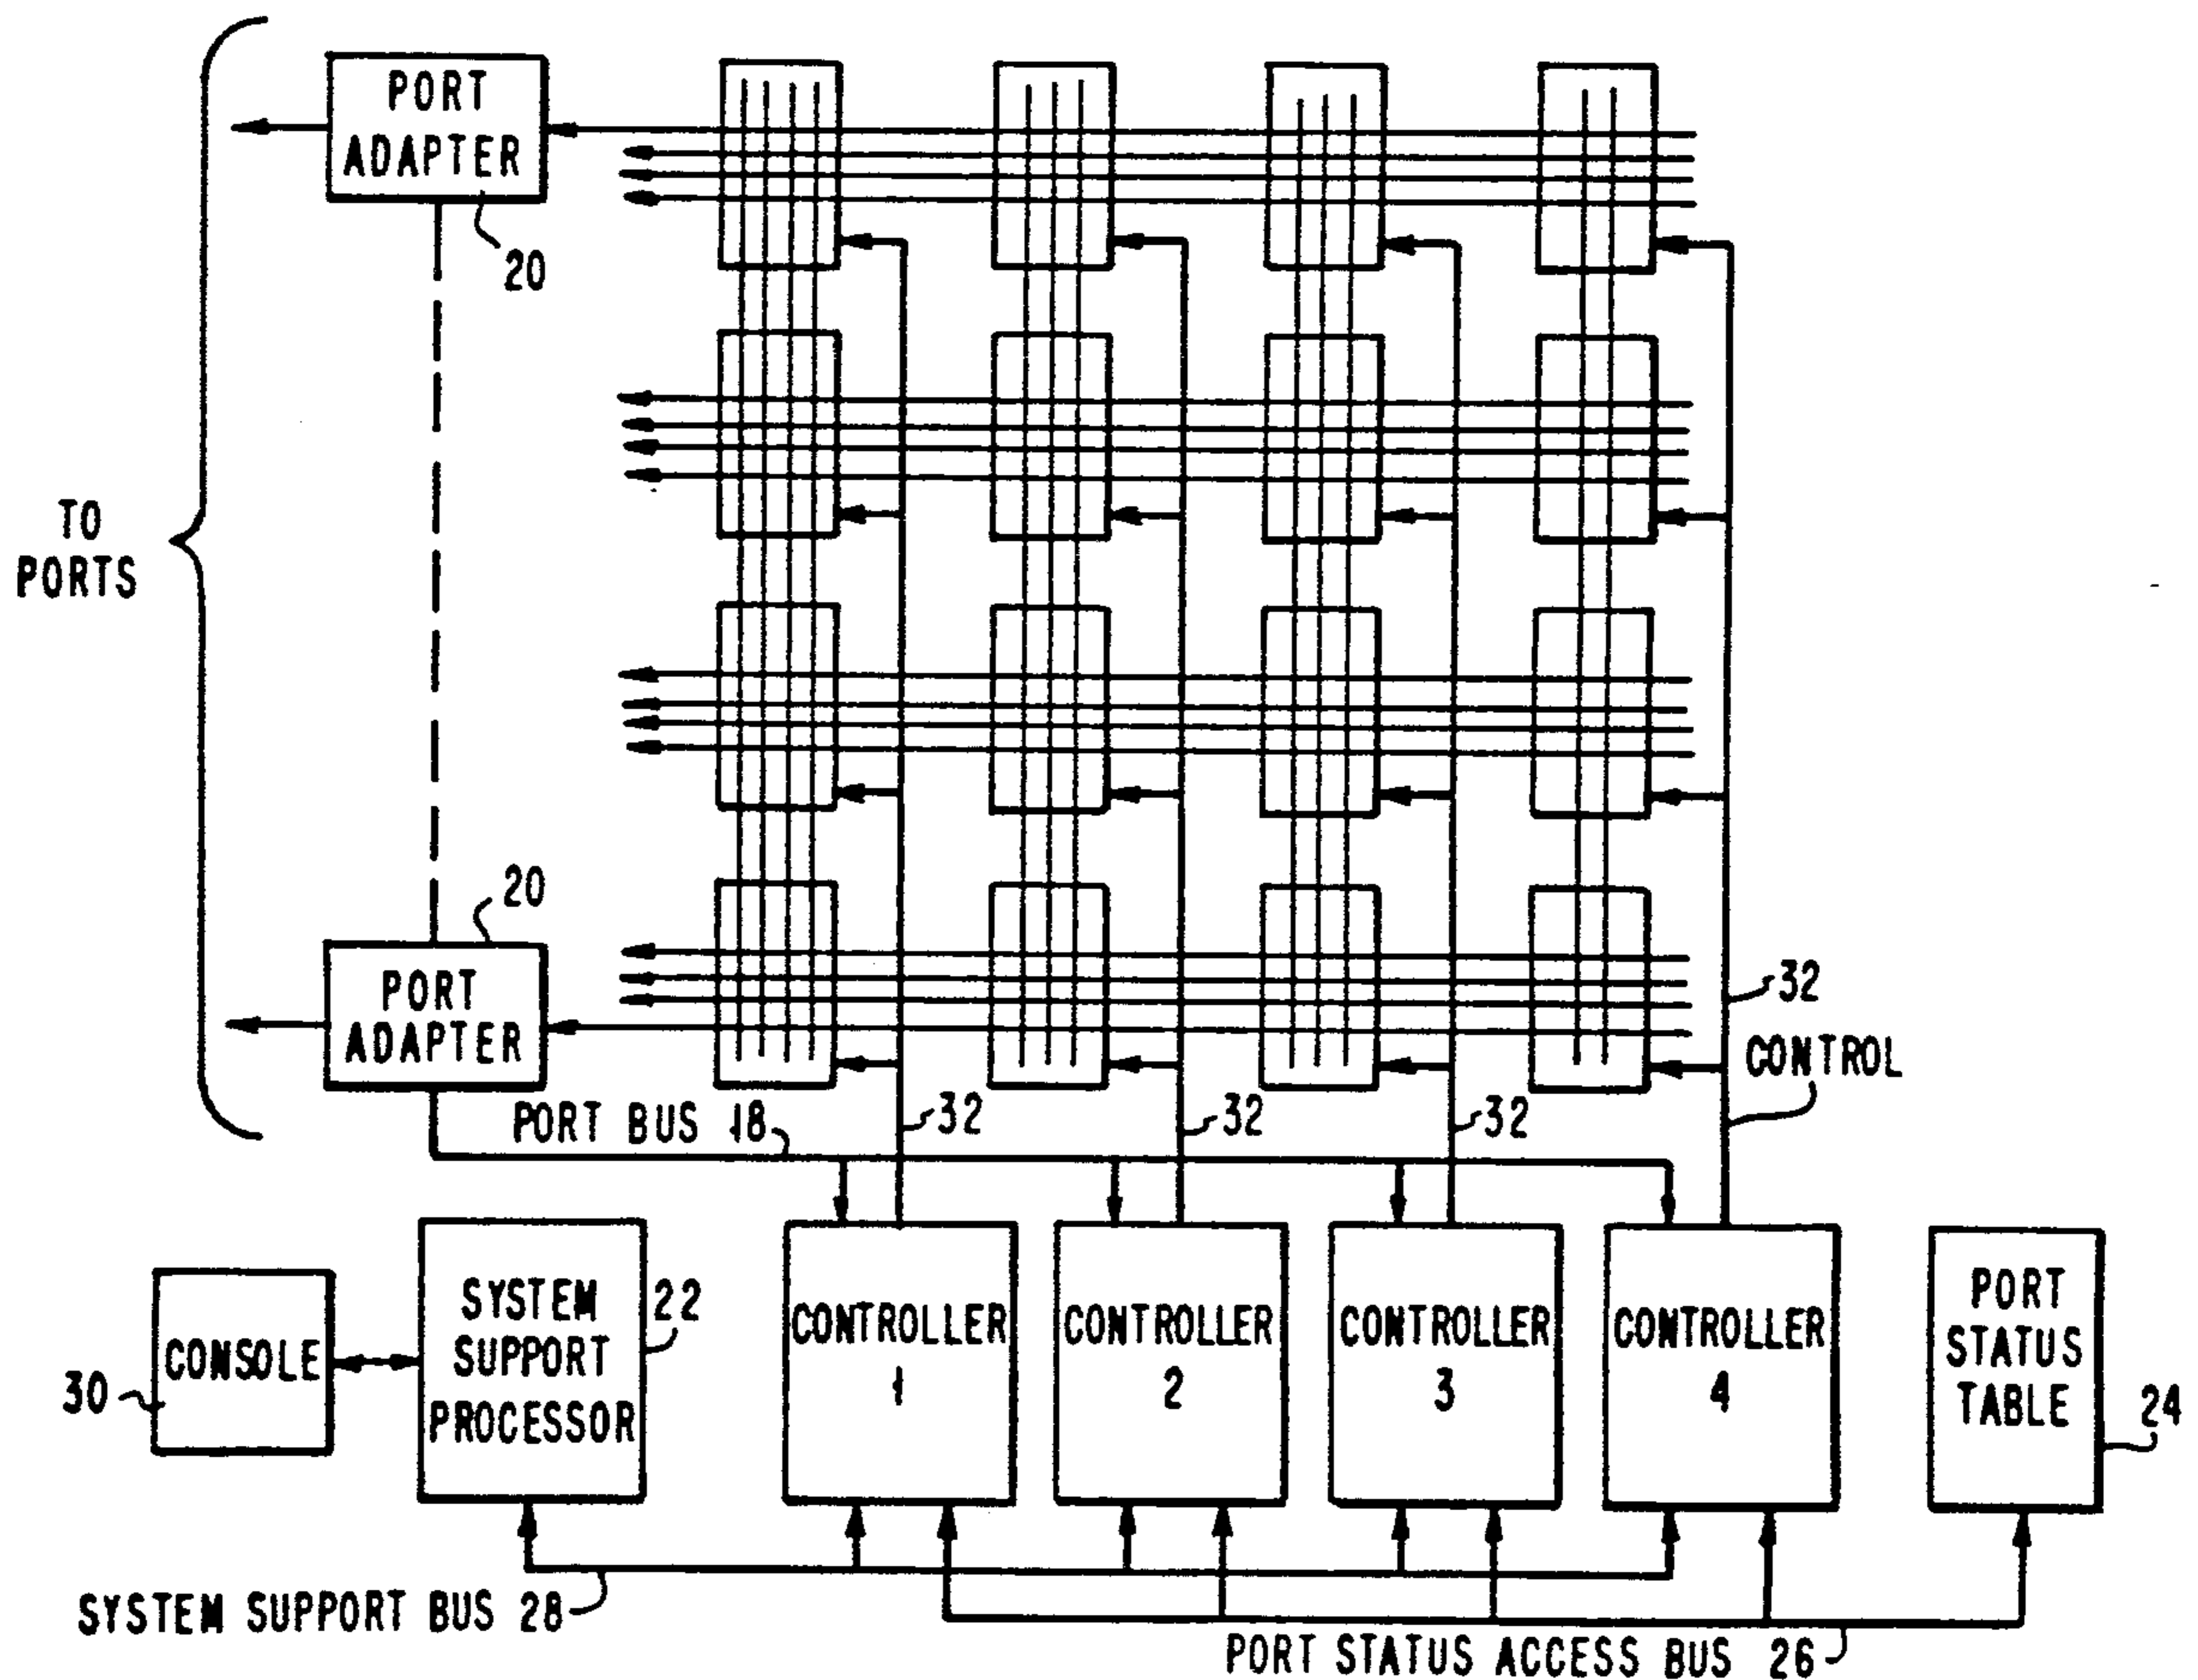 PORT
ADAPTER
20
TO
PORTS
20
PORT
ADAPTER
32
CONTROL
PORT BUS 18
32
32
32
SYSTEM
SUPPORT
PROCESSOR
22
CONSOLE
30
CONTROLLER
1
CONTROLLER
2
CONTROLLER
3
CONTROLLER
4
PORT
STATUS
TABLE
24
SYSTEM SUPPORT BUS 28
PORT STATUS ACCESS BUS 26